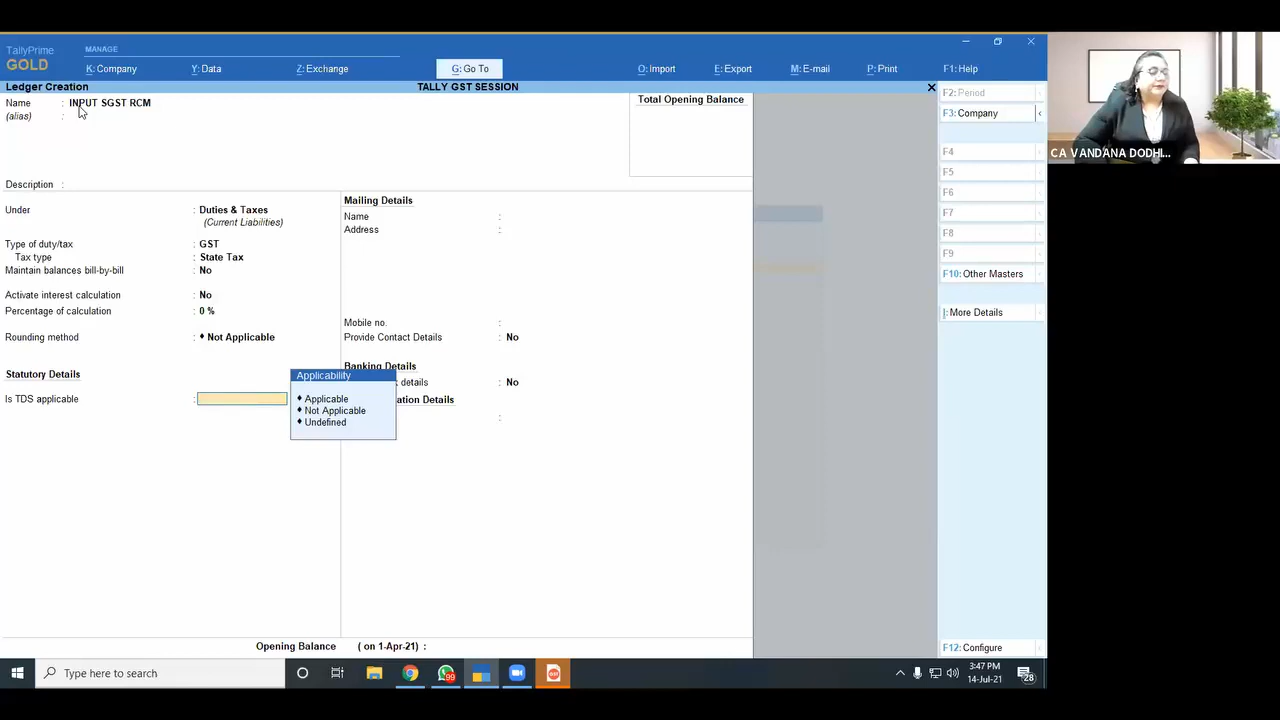 TallyPrime
GOLD
MANAGE
K: Company
Y: Data
Z: Exchange
G: Go To
O: Import
E: Export
M: E-mail
P: Print
F1: Help
Ledger Creation
TALLY GST SESSION
Name : INPUT SGST RCM
(alias) :
Total Opening Balance
Description :
Under : Duties & Taxes
(Current Liabilities)
Type of duty/tax : GST
Tax type : State Tax
Maintain balances bill-by-bill : No
Activate interest calculation : No
Percentage of calculation : 0 %
Rounding method : ♦ Not Applicable
Statutory Details
Is TDS applicable :
Mailing Details
Name :
Address :
Mobile no. :
Provide Contact Details : No
Banking Details
details : No
ation Details
:
Applicability
♦ Applicable
♦ Not Applicable
♦ Undefined
Opening Balance ( on 1-Apr-21) :
F2: Period
F3: Company
F4
F5
F6
F7
F8
F9
F10: Other Masters
I: More Details
F12: Configure
CA VANDANA DODHI...
Type here to search
99
GST
3:47 PM
14-Jul-21
28